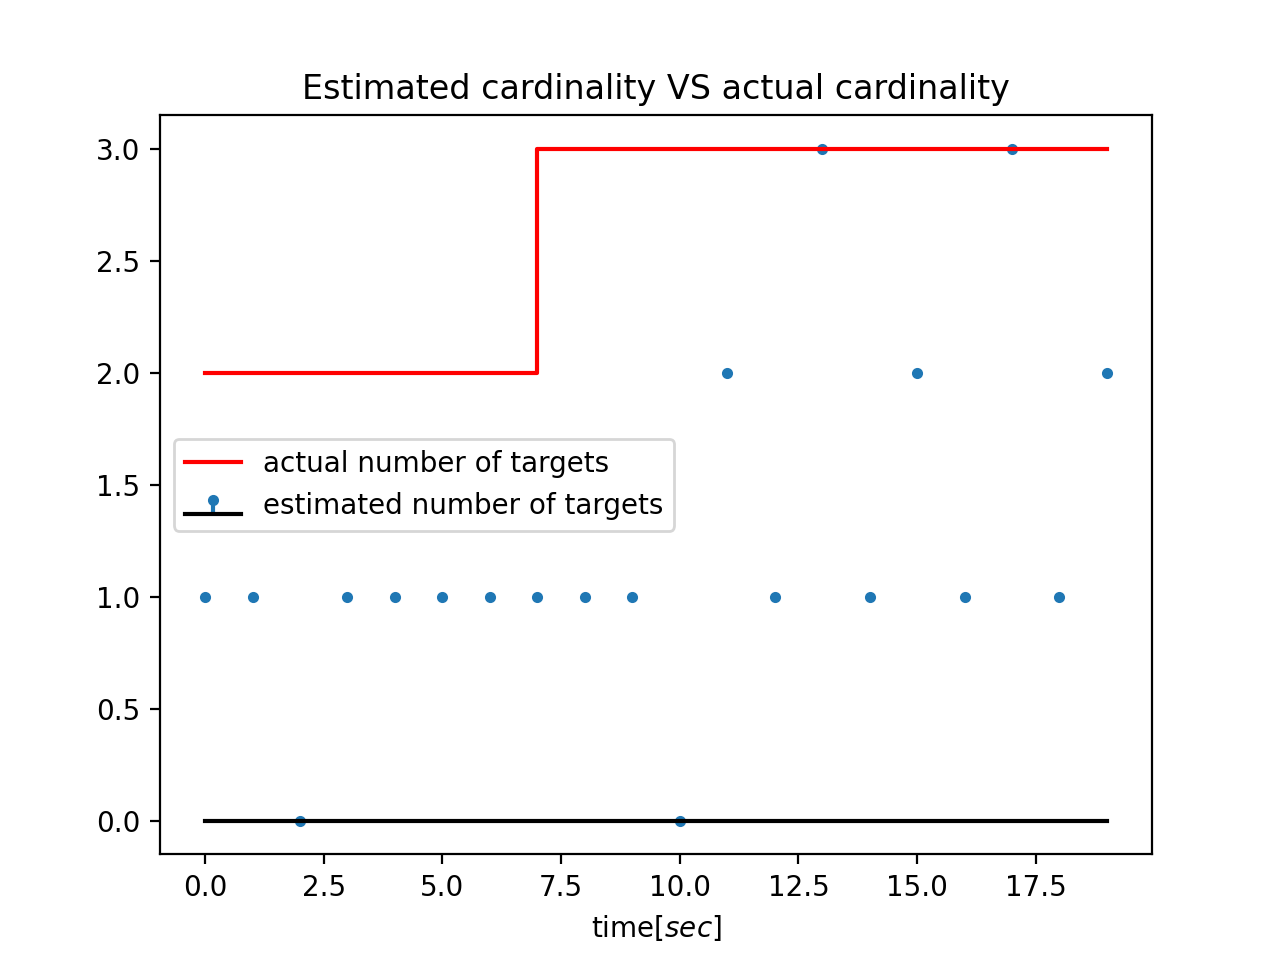 Estimated cardinality VS actual cardinality
3.0
2.5
2.0
1.5
1.0
0.5
0.0
actual number of targets
estimated number of targets
0.0 2.5 5.0 7.5 10.0 12.5 15.0 17.5
time[sec]